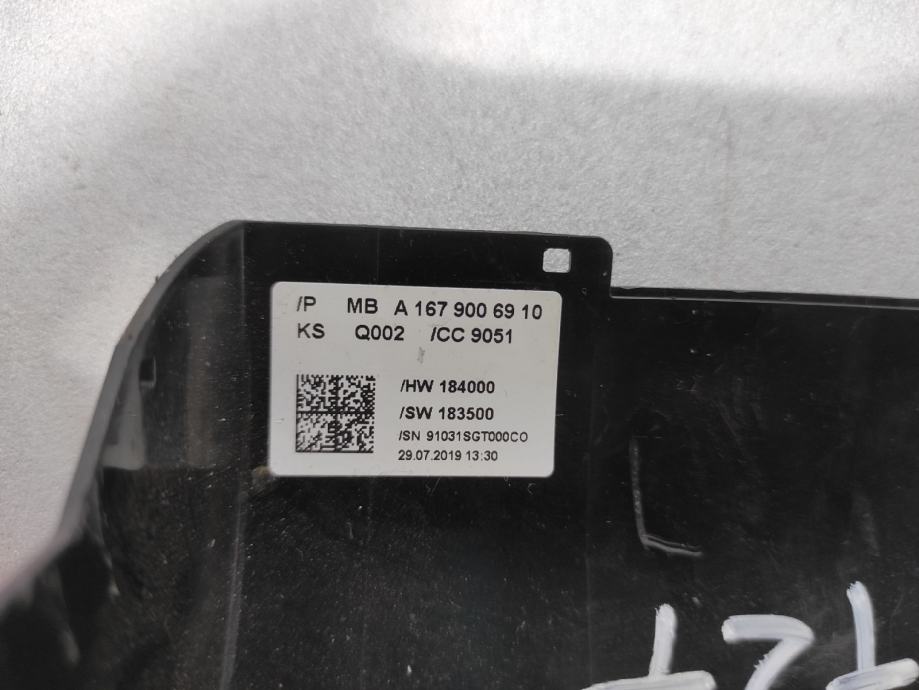 /P MB A 167 900 69 10
KS Q002 /CC 9051
/HW 184000
/SW 183500
/SN 91031SGT000CO
29.07.2019 13:30